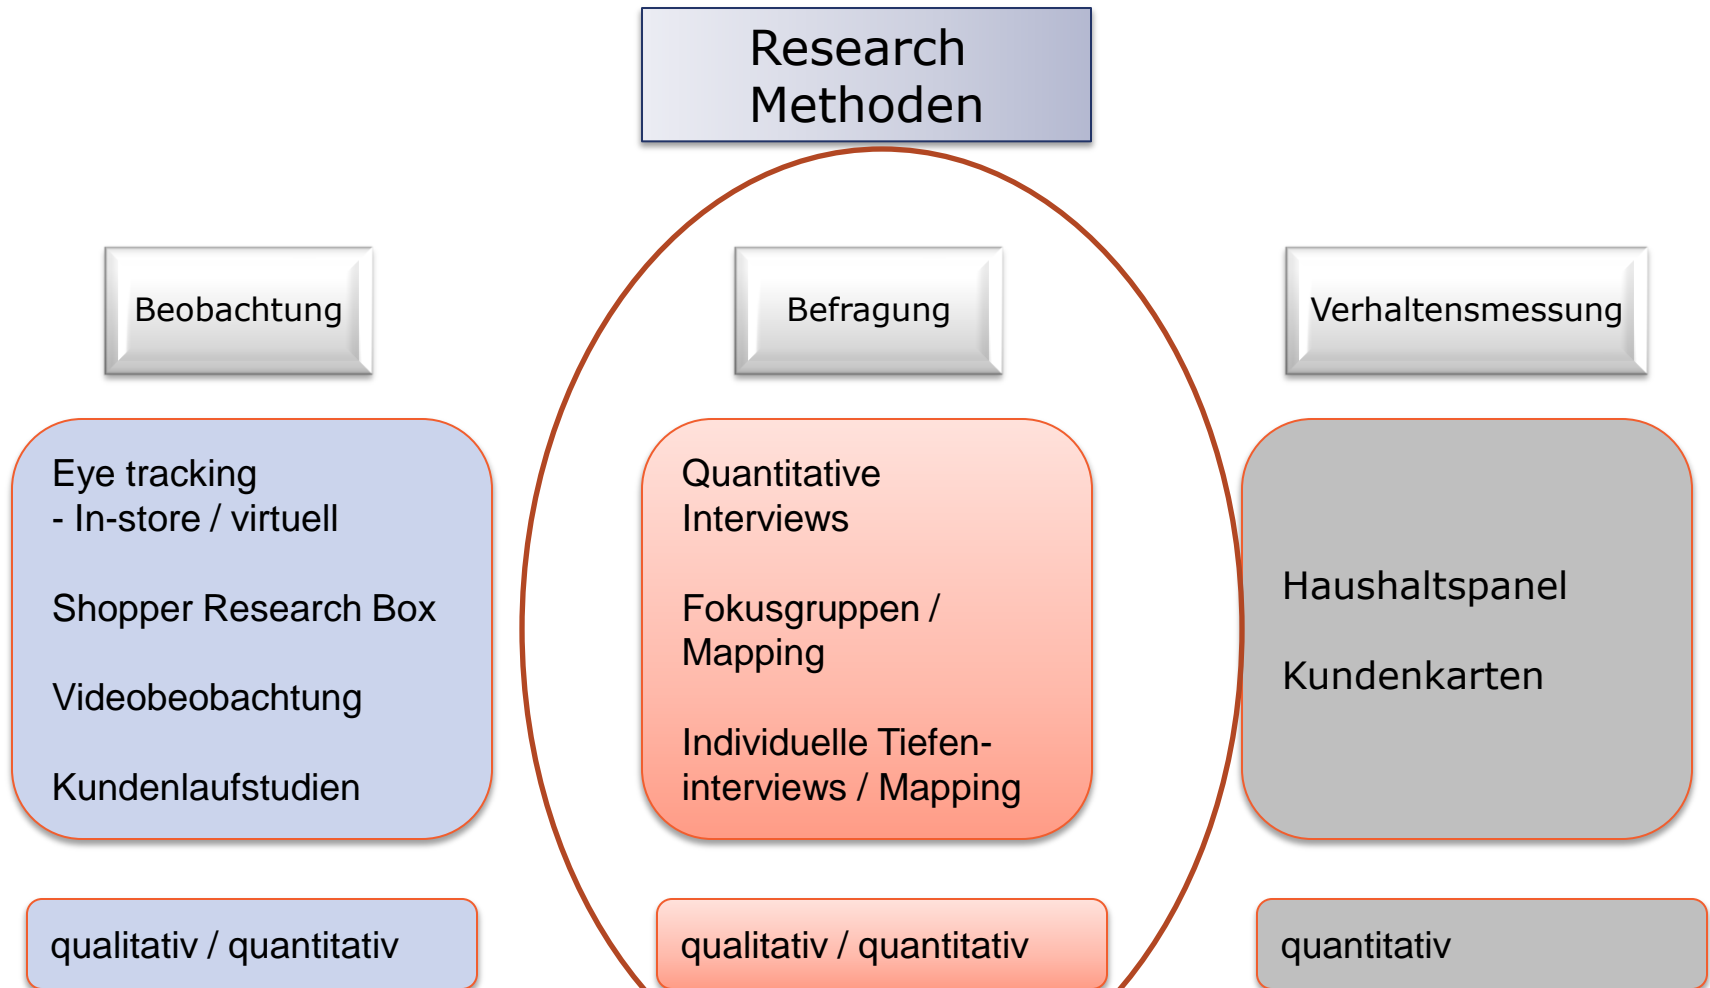 Research
Methoden
Beobachtung
Befragung
Verhaltensmessung
Eye tracking
- In-store / virtuell
Shopper Research Box
Videobeobachtung
Kundenlaufstudien
Quantitative
Interviews
Fokusgruppen /
Mapping
Individuelle Tiefen-
interviews / Mapping
Haushaltspanel
Kundenkarten
qualitativ / quantitativ
qualitativ / quantitativ
quantitativ